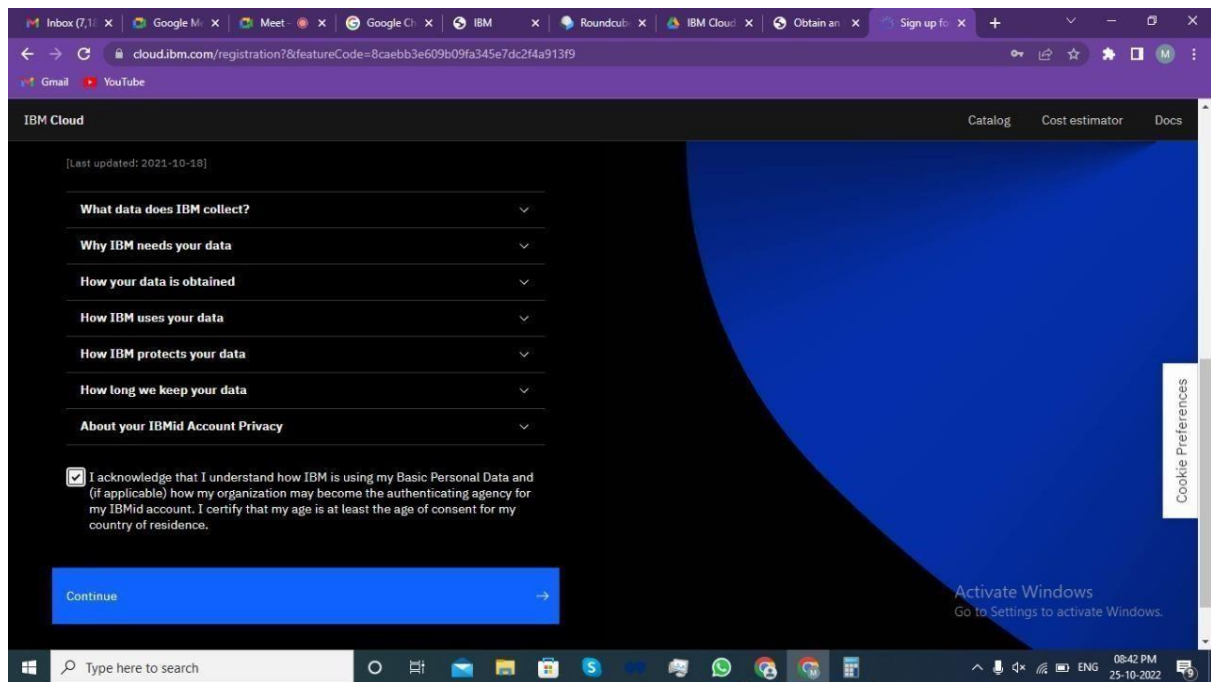 Inbox (7,1
Google M
Meet -
Google Ch
IBM
Roundcub
IBM Cloud
Obtain an
Sign up fo
cloud.ibm.com/registration?&featureCode=8caebb3e609b09fa345e7dc2f4a913f9
M
Gmail
YouTube
IBM Cloud
Catalog
Cost estimator
Docs
[Last updated: 2021-10-18]
What data does IBM collect?
Why IBM needs your data
How your data is obtained
How IBM uses your data
How IBM protects your data
How long we keep your data
About your IBMid Account Privacy
I acknowledge that I understand how IBM is using my Basic Personal Data and
(if applicable) how my organization may become the authenticating agency for
my IBMid account. I certify that my age is at least the age of consent for my
country of residence.
Continue
Cookie Preferences
Activate Windows
Go to Settings to activate Windows.
Type here to search
ENG
08:42 PM
25-10-2022